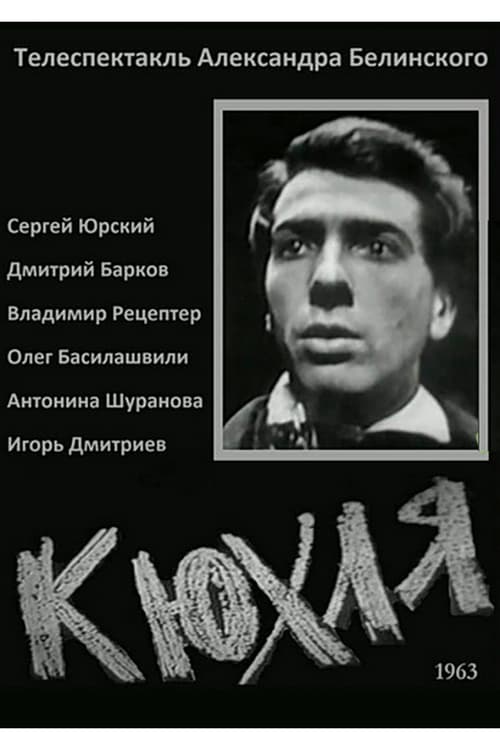 Телеспектакль Александра Белинского
Сергей Юрский
Дмитрий Барков
Владимир Рецептер
Олег Басилашвили
Антонина Шуранова
Игорь Дмитриев
КЮХЛЯ
1963